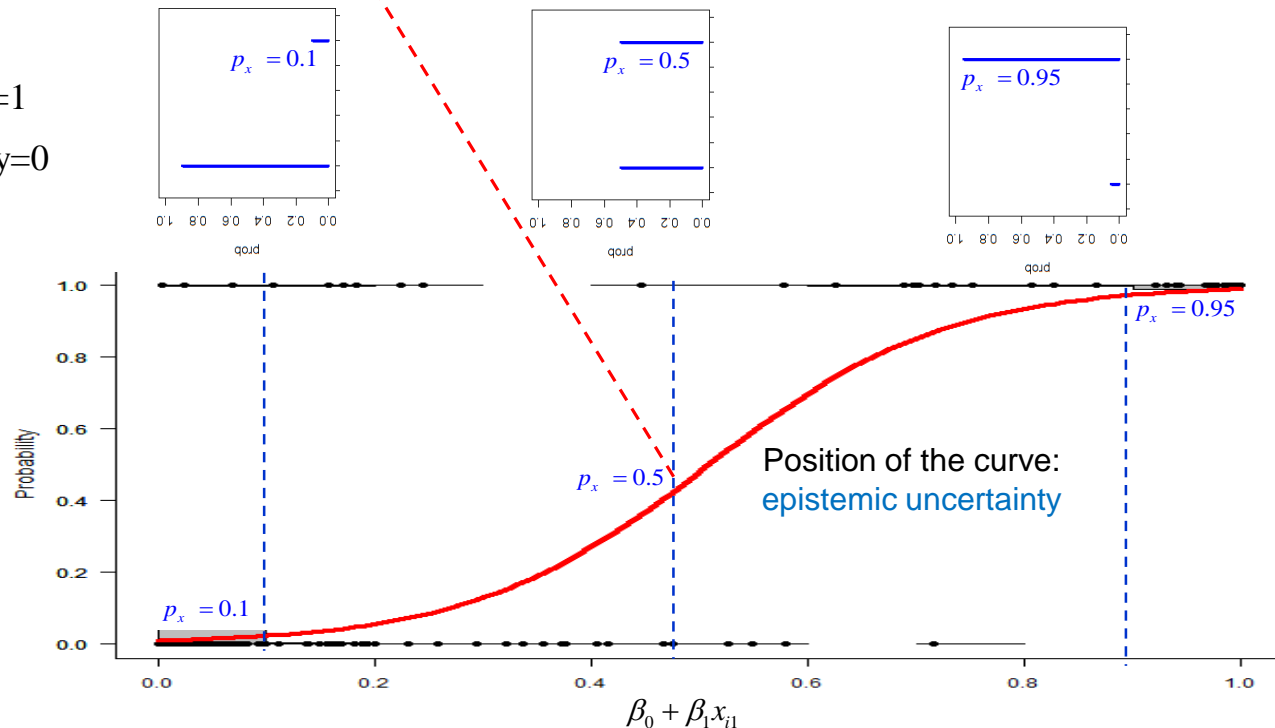 =1
y=0
p_x = 0.1
0.0
0.2
0.4
0.6
0.8
1.0
prob
p_x = 0.5
0.0
0.2
0.4
0.6
0.8
1.0
prob
p_x = 0.95
0.0
0.2
0.4
0.6
0.8
1.0
prob
Probability
1.0
0.8
0.6
0.4
0.2
0.0
p_x = 0.95
p_x = 0.5
Position of the curve:
epistemic uncertainty
p_x = 0.1
0.0
0.2
0.4
0.6
0.8
1.0
β_0 + β_1x_{i1}